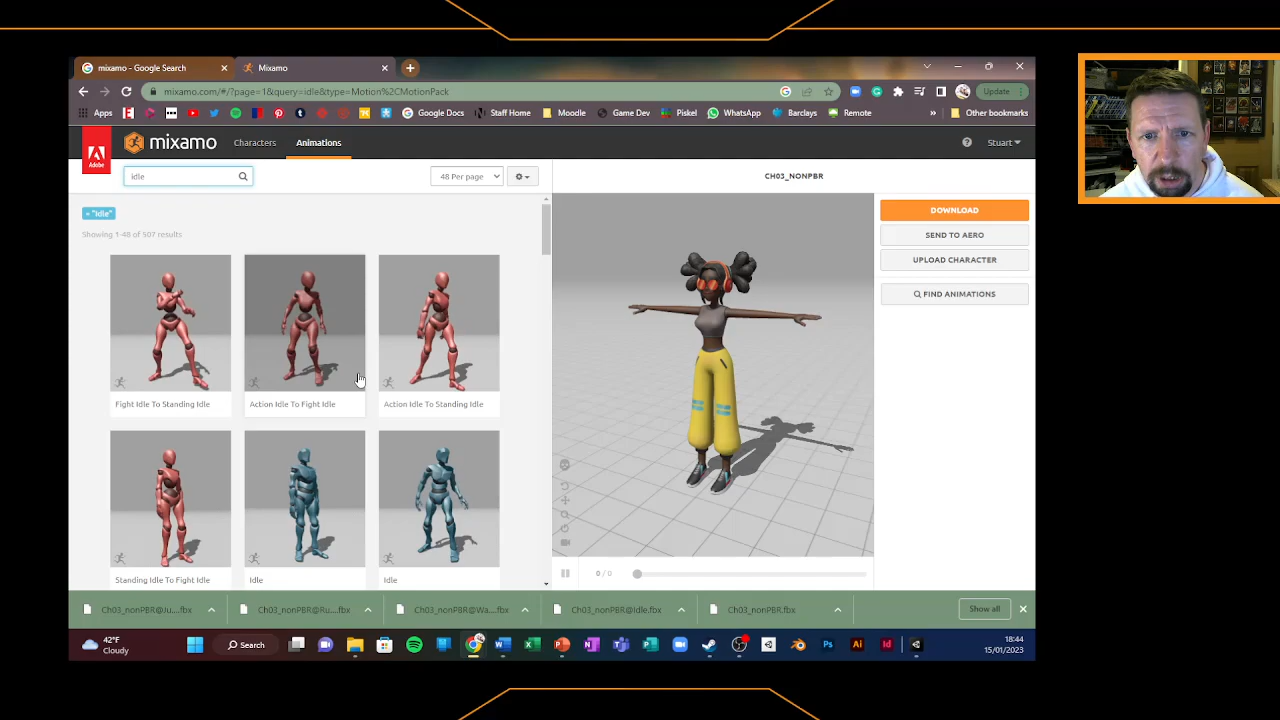 mixamo - Google Search
Mixamo
mixamo.com/#/?page=1&query=idle&type=Motion%2CMotionPack
Update
Apps
Google Docs
Staff Home
Moodle
Game Dev
Piskel
WhatsApp
Barclays
Remote
»
Other bookmarks
Adobe
mixamo
Characters
Animations
Stuart
idle
48 Per page
CH03_NONPBR
« "Idle"
Showing 1-48 of 507 results
DOWNLOAD
SEND TO AERO
UPLOAD CHARACTER
FIND ANIMATIONS
Fight Idle To Standing Idle
Action Idle To Fight Idle
Action Idle To Standing Idle
Standing Idle To Fight Idle
Idle
Idle
0 / 0
Ch03_nonPBR@Ju....fbx
Ch03_nonPBR@Ru....fbx
Ch03_nonPBR@Wa....fbx
Ch03_nonPBR@Idle.fbx
Ch03_nonPBR.fbx
Show all
42°F
Cloudy
Search
Ps
Ai
Id
18:44
15/01/2023